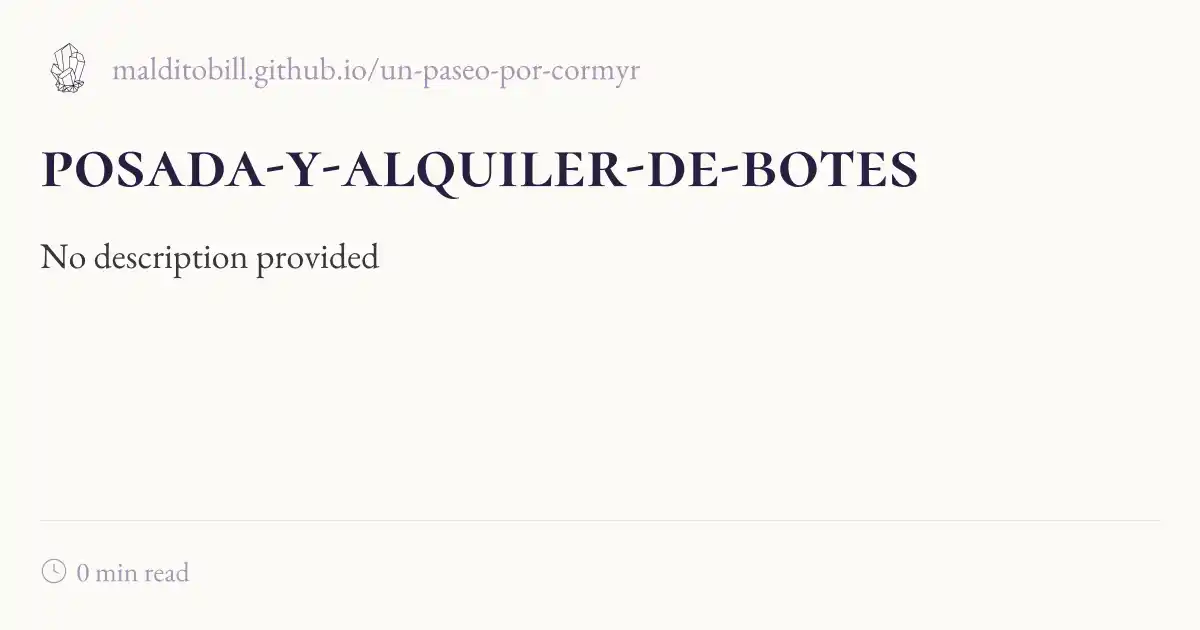 malditobill.github.io/un-paseo-por-cormyr
POSADA-Y-ALQUILER-DE-BOTES
No description provided
0 min read